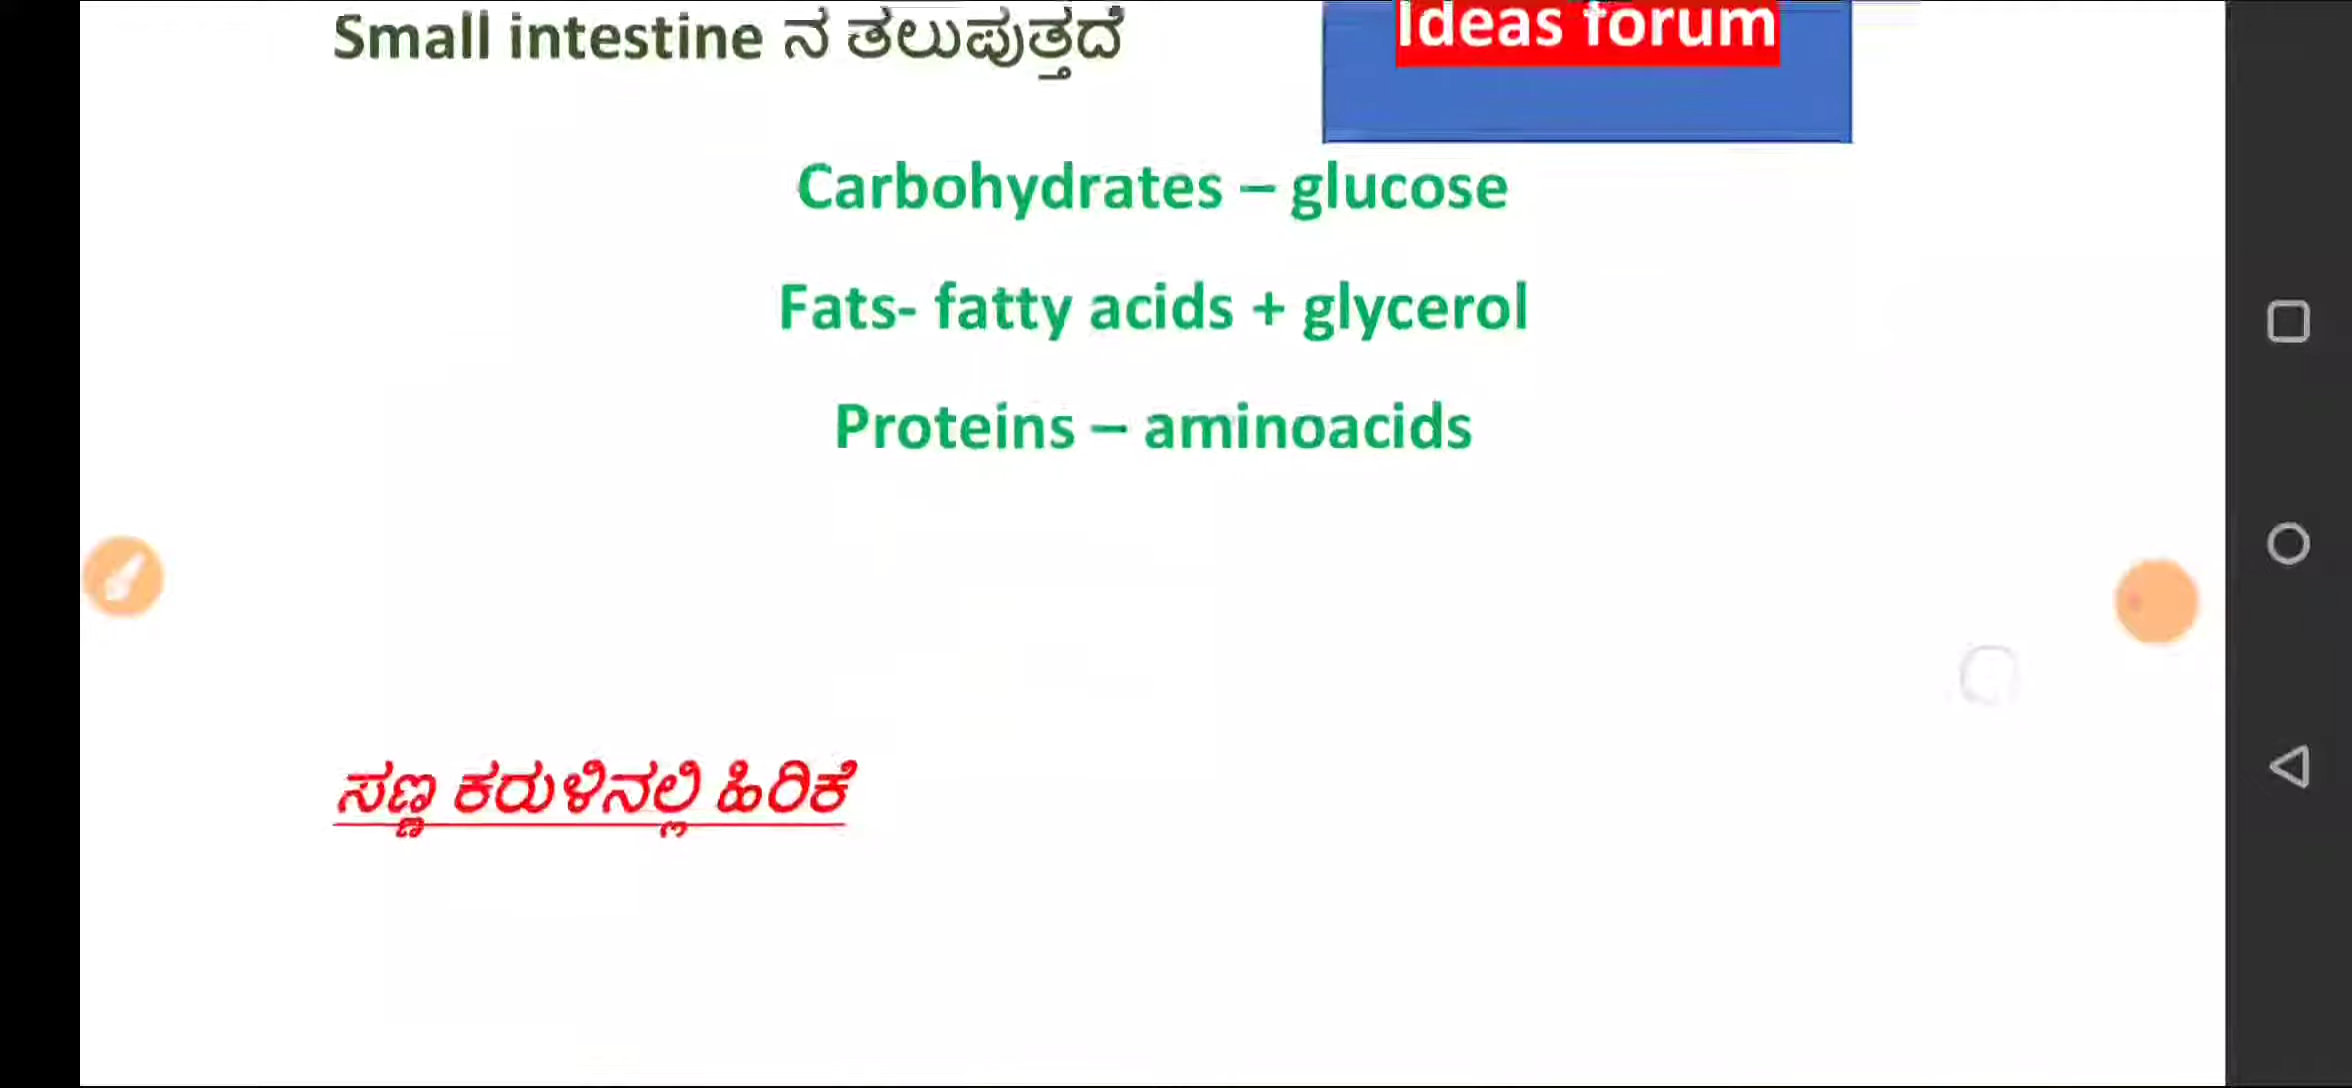 Small intestine ನ ತಲುಪುತ್ತದೆ
Ideas forum
Carbohydrates – glucose
Fats- fatty acids + glycerol
Proteins – aminoacids
ಸಣ್ಣ ಕರುಳಿನಲ್ಲಿ ಹಿರಿಕೆ